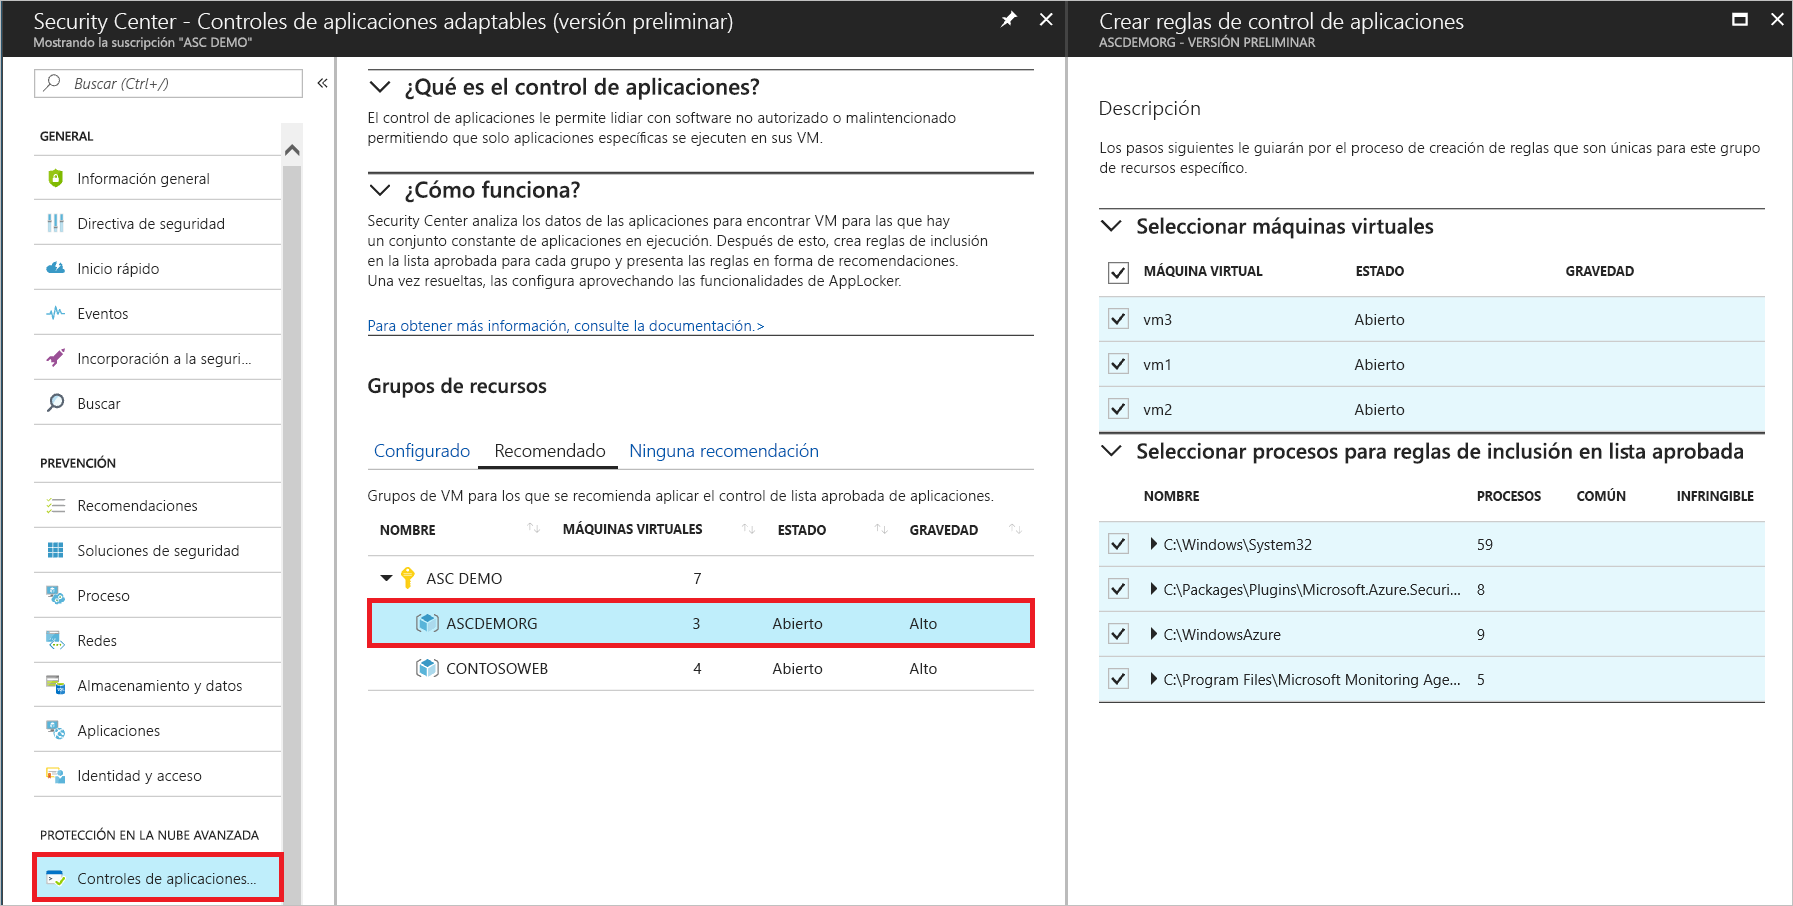 Security Center - Controles de aplicaciones adaptables (versión preliminar)
Mostrando la suscripción "ASC DEMO"
Buscar (Ctrl+/)
«
GENERAL
Información general
Directiva de seguridad
Inicio rápido
Eventos
Incorporación a la seguri...
Buscar
PREVENCIÓN
Recomendaciones
Soluciones de seguridad
Proceso
Redes
Almacenamiento y datos
Aplicaciones
Identidad y acceso
PROTECCIÓN EN LA NUBE AVANZADA
Controles de aplicaciones...
¿Qué es el control de aplicaciones?
El control de aplicaciones le permite lidiar con software no autorizado o malintencionado
permitiendo que solo aplicaciones específicas se ejecuten en sus VM.
¿Cómo funciona?
Security Center analiza los datos de las aplicaciones para encontrar VM para las que hay
un conjunto constante de aplicaciones en ejecución. Después de esto, crea reglas de inclusión
en la lista aprobada para cada grupo y presenta las reglas en forma de recomendaciones.
Una vez resueltas, las configura aprovechando las funcionalidades de AppLocker.
Para obtener más información, consulte la documentación.>
Grupos de recursos
Configurado Recomendado Ninguna recomendación
Grupos de VM para los que se recomienda aplicar el control de lista aprobada de aplicaciones.
NOMBRE MÁQUINAS VIRTUALES ESTADO GRAVEDAD
ASC DEMO 7
ASCDEMORG 3 Abierto Alto
CONTOSOWEB 4 Abierto Alto
Crear reglas de control de aplicaciones
ASCDEMORG - VERSIÓN PRELIMINAR
Descripción
Los pasos siguientes le guiarán por el proceso de creación de reglas que son únicas para este grupo
de recursos específico.
Seleccionar máquinas virtuales
MÁQUINA VIRTUAL ESTADO GRAVEDAD
vm3 Abierto
vm1 Abierto
vm2 Abierto
Seleccionar procesos para reglas de inclusión en lista aprobada
NOMBRE PROCESOS COMÚN INFRINGIBLE
C:\Windows\System32 59
C:\Packages\Plugins\Microsoft.Azure.Securi... 8
C:\WindowsAzure 9
C:\Program Files\Microsoft Monitoring Age... 5